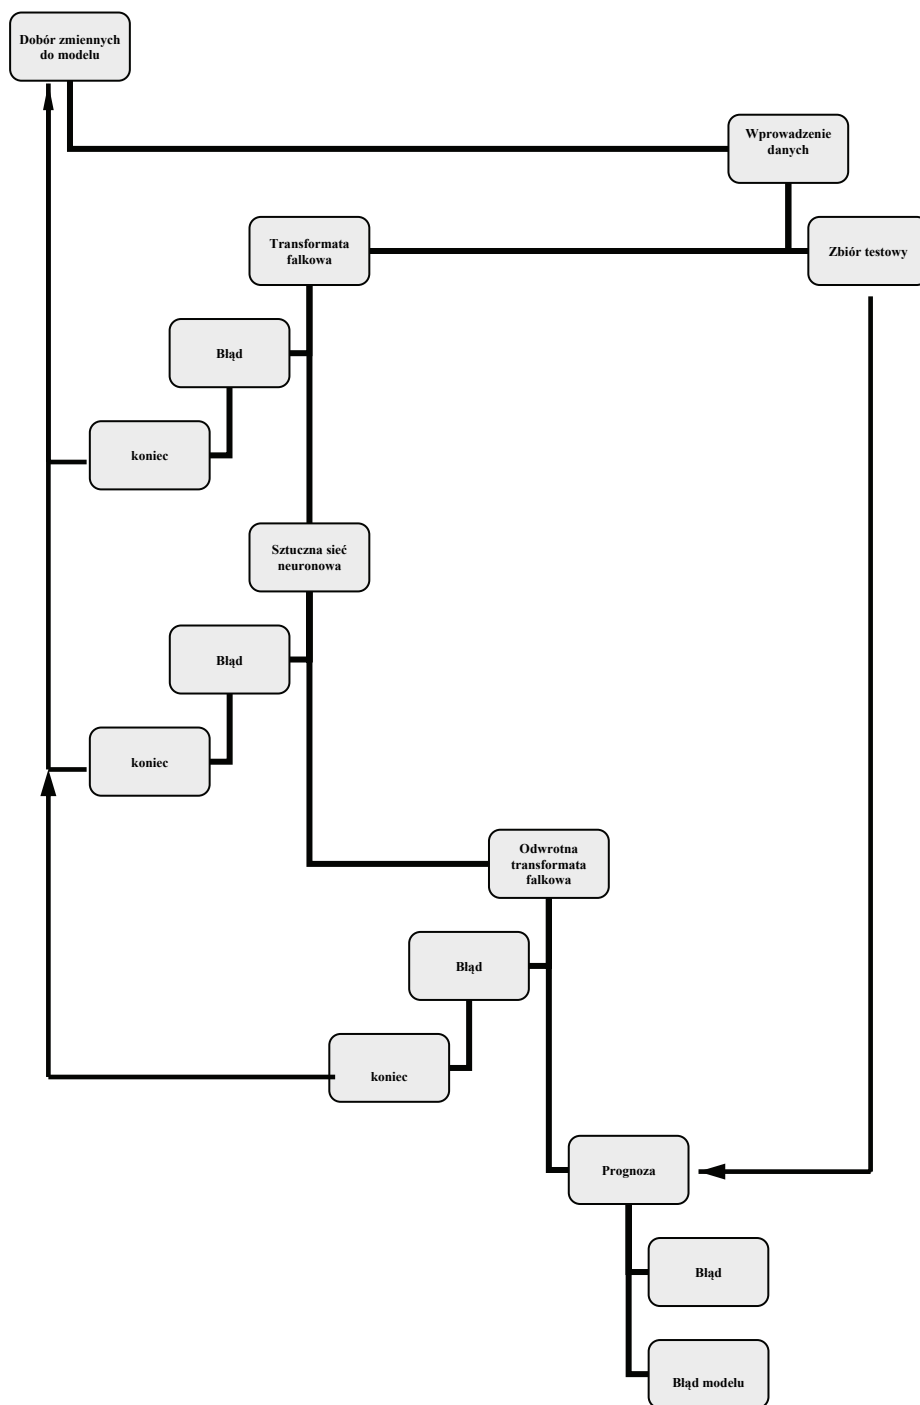 Dobór zmiennych
do modelu
Wprowadzenie
danych
Transformata
falkowa
Zbiór testowy
Błąd
koniec
Sztuczna sieć
neuronowa
Błąd
koniec
Odwrotna
transformata
falkowa
Błąd
koniec
Prognoza
Błąd
Błąd modelu